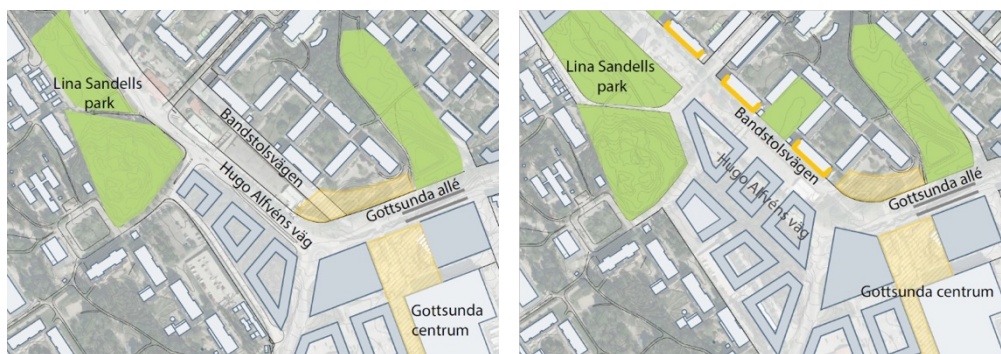 Lina Sandells
park
Bandstolsvägen
Hugo Alfvéns väg
Gottsunda allé
Gottsunda
centrum
Lina Sandells
park
Bandstolsvägen
Hugo Alfvéns väg
Gottsunda allé
Gottsunda centrum